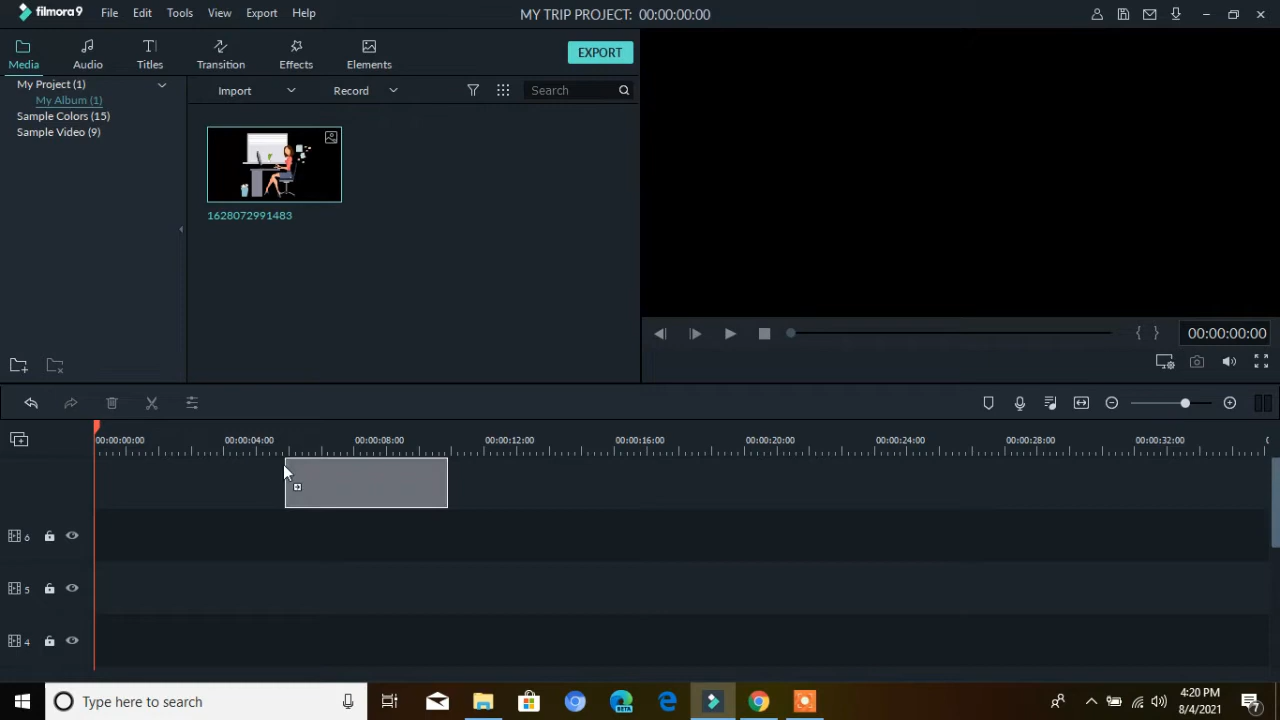 filmora9 File Edit Tools View Export Help MY TRIP PROJECT: 00:00:00:00
Media Audio Titles Transition Effects Elements EXPORT
My Project (1)
My Album (1)
Sample Colors (15)
Sample Video (9)
Import Record Search
1628072991483
{ } 00:00:00:00
00:00:00:00 00:00:04:00 00:00:08:00 00:00:12:00 00:00:16:00 00:00:20:00 00:00:24:00 00:00:28:00 00:00:32:00
6
5
4
Type here to search
BETA
4:20 PM
8/4/2021
7